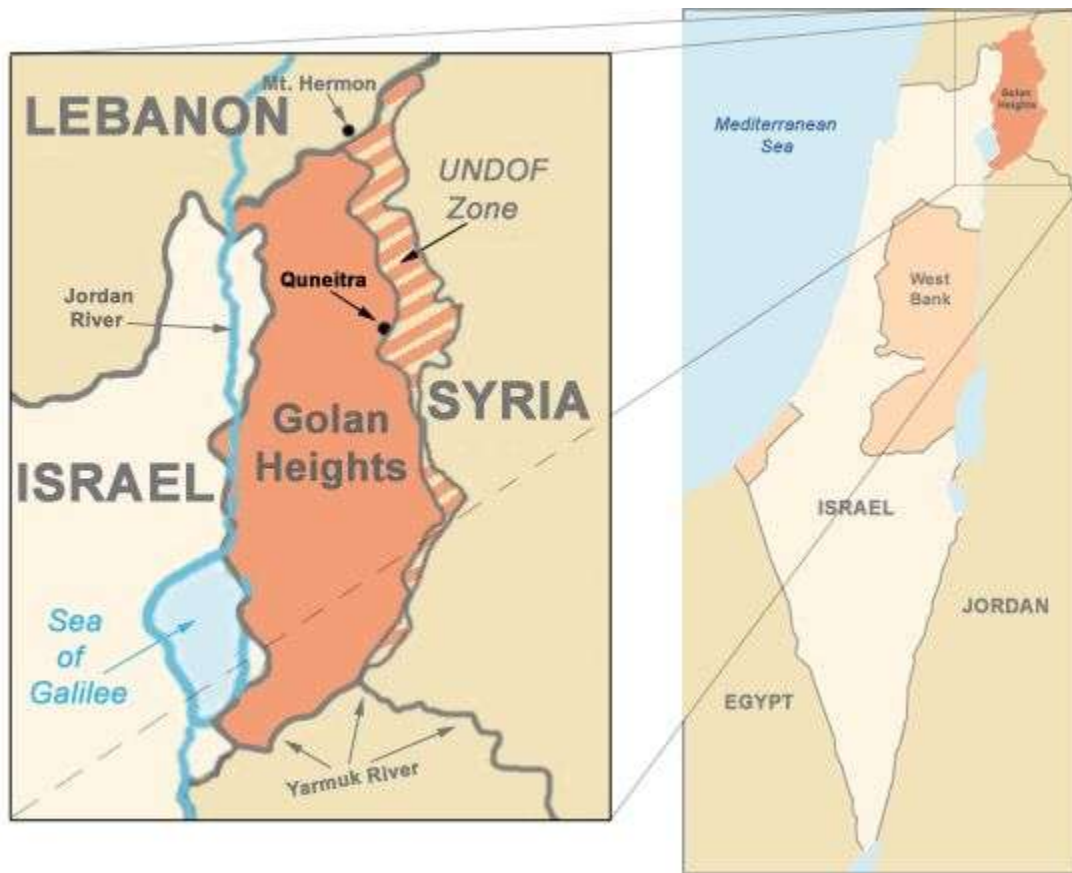 Mt. Hermon
LEBANON
UNDOF
Zone
Quneitra
Jordan
River
SYRIA
Golan
Heights
ISRAEL
Sea
of
Galilee
Yarmuk River
Golan
Heights
Mediterranean
Sea
West
Bank
ISRAEL
JORDAN
EGYPT